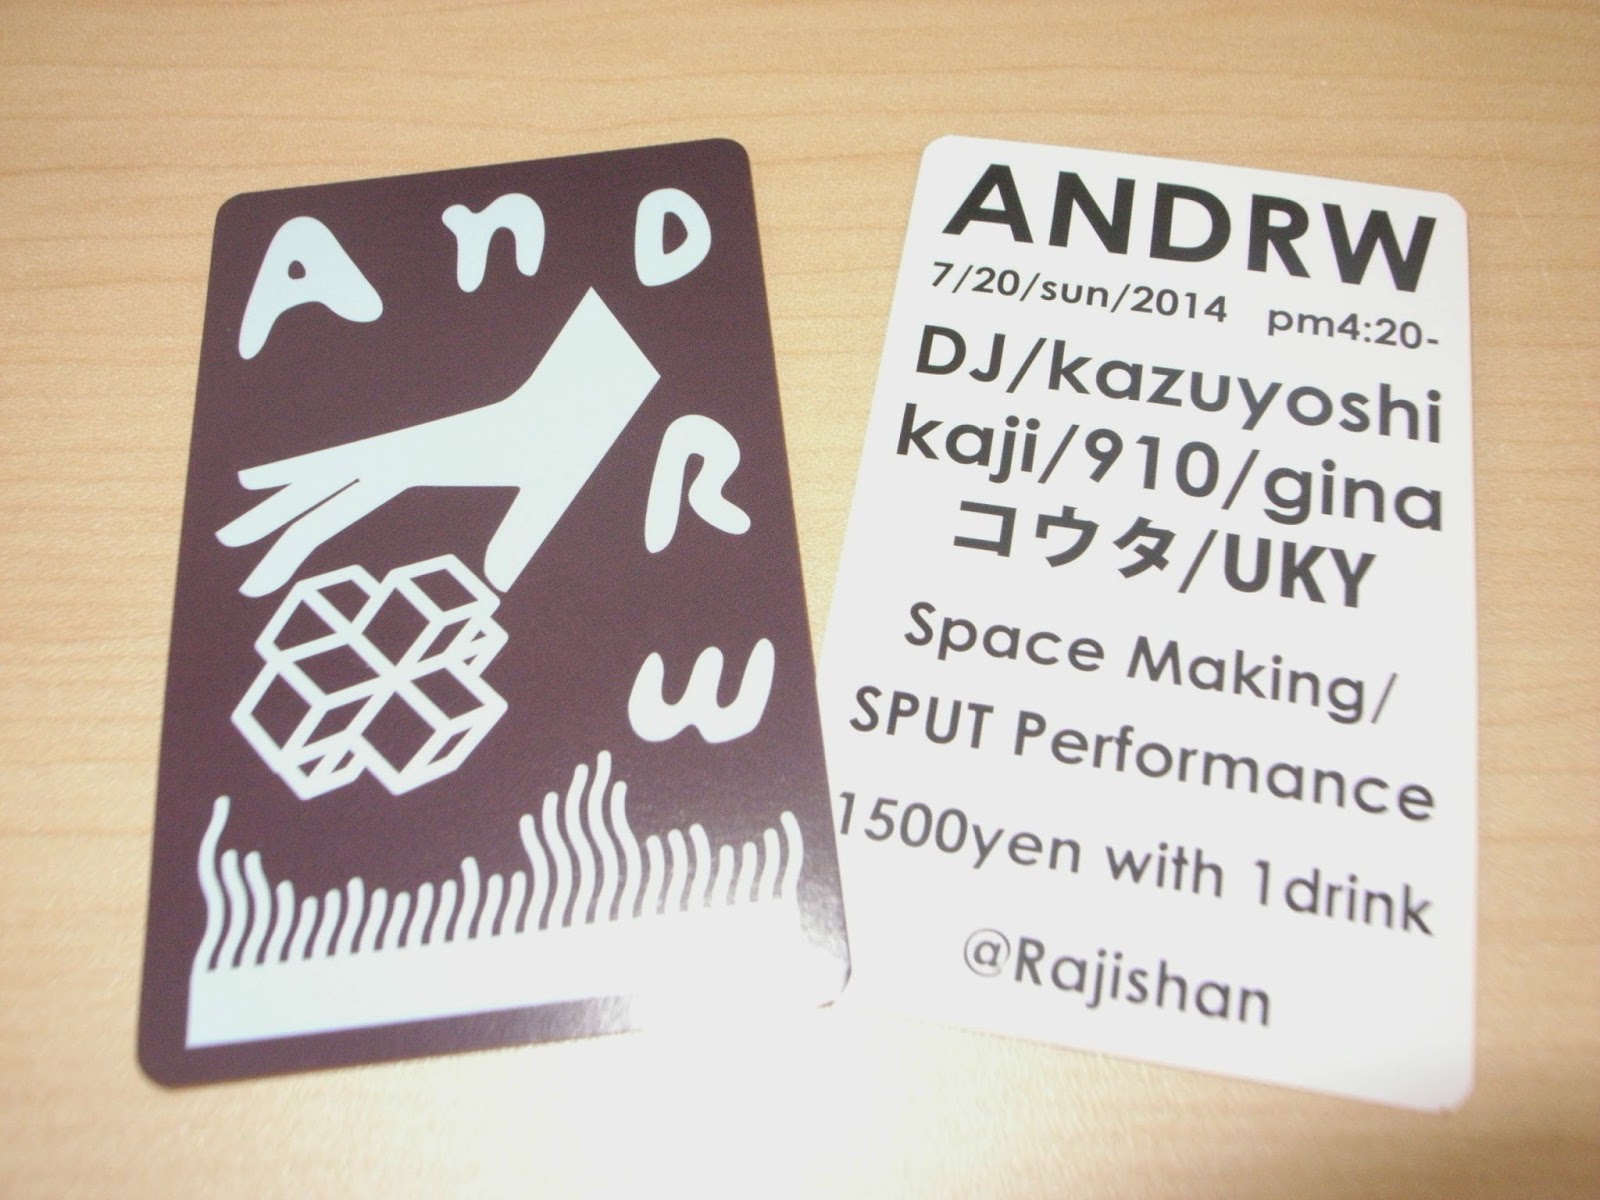 AnD
R
W
ANDRW
7/20/sun/2014 pm4:20-
DJ/kazuyoshi
kaji/910/gina
コウタ/UKY
Space Making/
SPUT Performance
1500yen with 1drink
@Rajishan